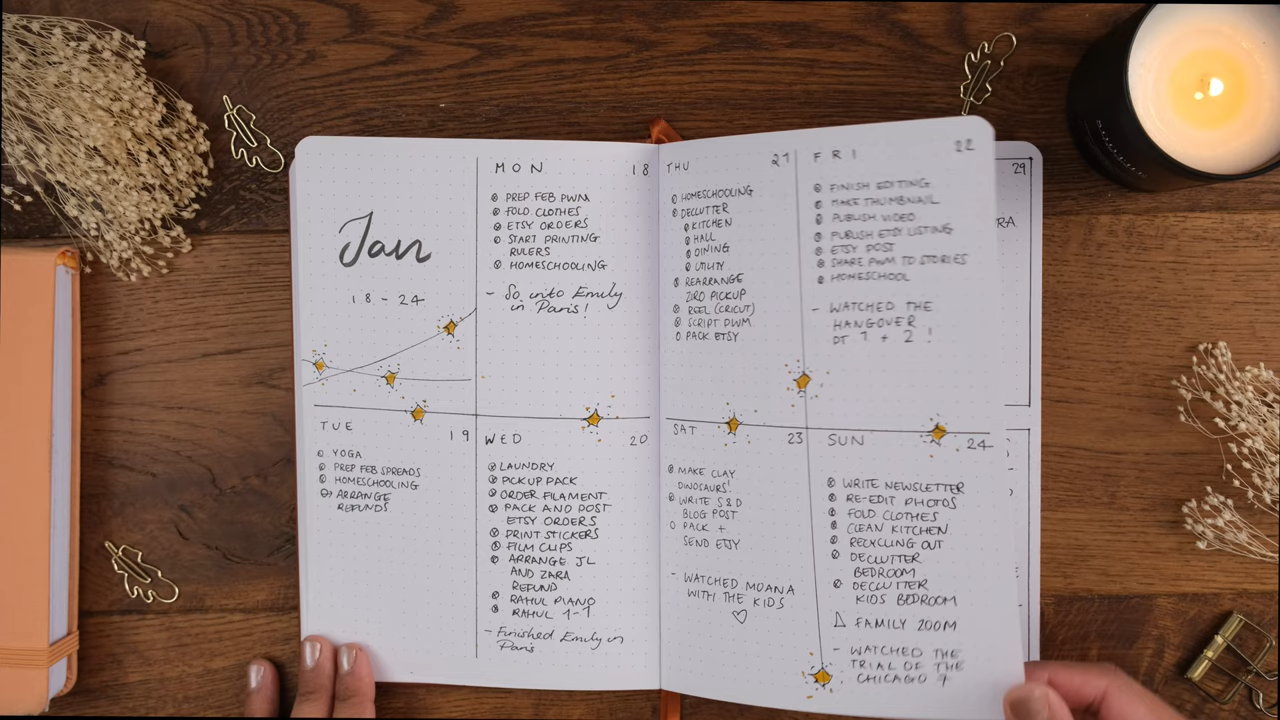 Jan
18 - 24
MON 18
PREP FEB PWM
FOLD CLOTHES
ETSY ORDERS
START PRINTING
RULERS
HOMESCHOOLING
- So into Emily
in Paris!
TUE 19
YOGA
PREP FEB SPREADS
HOMESCHOOLING
ARRANGE
REFUNDS
WED 20
LAUNDRY
PICKUP PACK
ORDER FILAMENT
PACK AND POST
ETSY ORDERS
PRINT STICKERS
FILM CLIPS
ARRANGE JL
AND ZARA
REFUND
RAHUL PIANO
RAHUL 1-1
- Finished Emily in
Paris
THU 21
HOMESCHOOLING
DECLUTTER
KITCHEN
HALL
DINING
UTILITY
REARRANGE
ZIRO PICKUP
REEL (CRICUT)
SCRIPT PWM
PACK ETSY
FRI 22
FINISH EDITING
MAKE THUMBNAIL
PUBLISH VIDEO
PUBLISH ETSY LISTING
ETSY POST
SHARE PWM TO STORIES
HOMESCHOOL
- WATCHED THE
HANGOVER
PT 1 + 2 !
SAT 23
MAKE CLAY
DINOSAURS!
WRITE S&D
BLOG POST
PACK +
SEND ETSY
- WATCHED MOANA
WITH THE KIDS
SUN 24
WRITE NEWSLETTER
RE-EDIT PHOTOS
FOLD CLOTHES
CLEAN KITCHEN
RECYCLING OUT
DECLUTTER
BEDROOM
DECLUTTER
KIDS BEDROOM
FAMILY ZOOM
- WATCHED THE
TRIAL OF THE
CHICAGO 7
29
RA